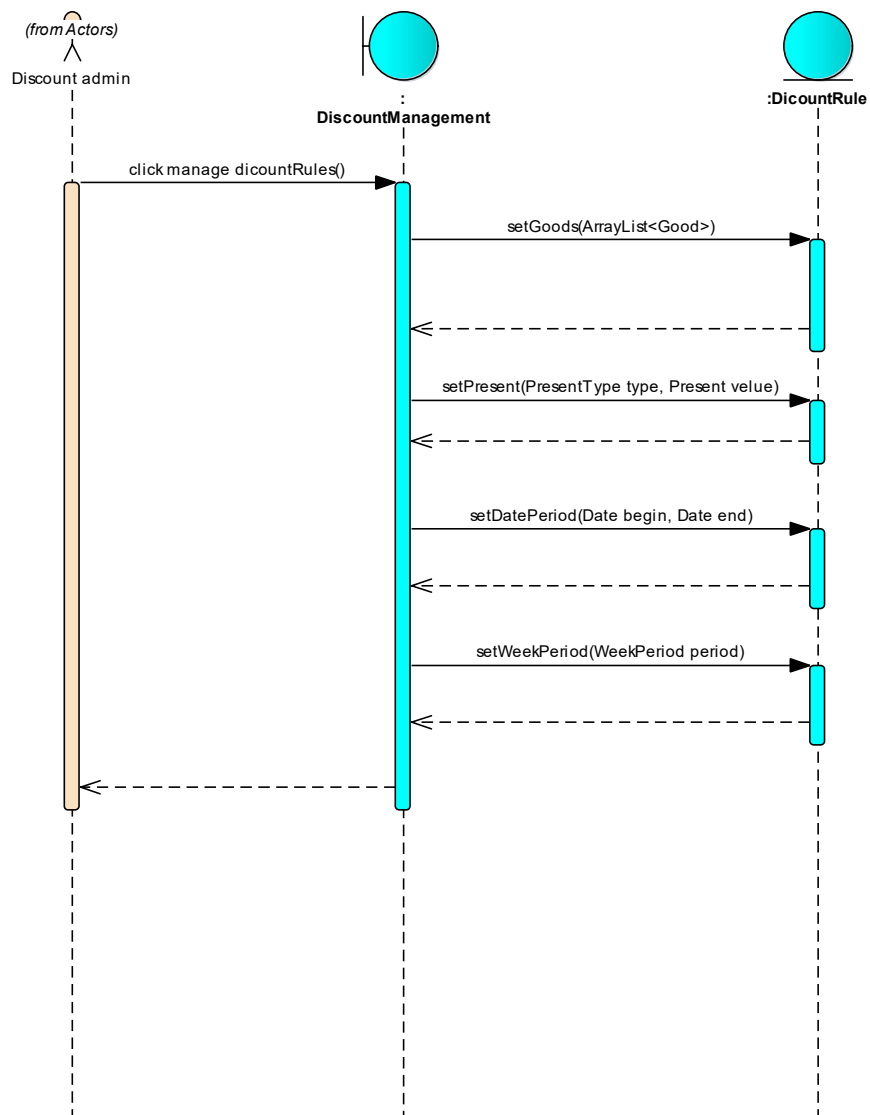 (from Actors)
Discount admin
:
DiscountManagement
:DicountRule
click manage dicountRules()
setGoods(ArrayList<Good>)
setPresent(PresentType type, Present velue)
setDatePeriod(Date begin, Date end)
setWeekPeriod(WeekPeriod period)